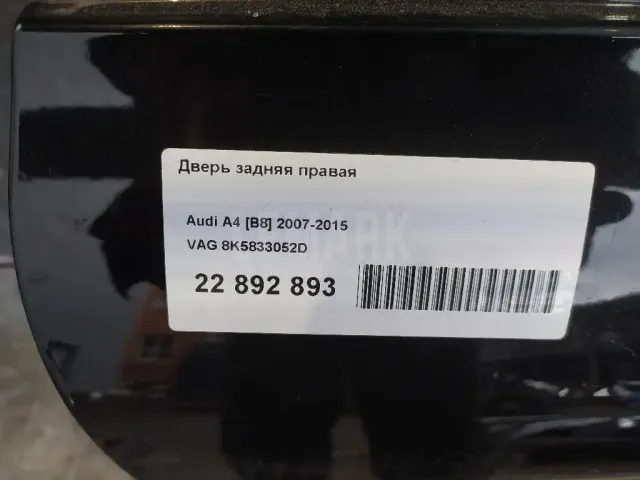 Дверь задняя правая
Audi A4 [B8] 2007-2015
VAG 8K5833052D
22 892 893